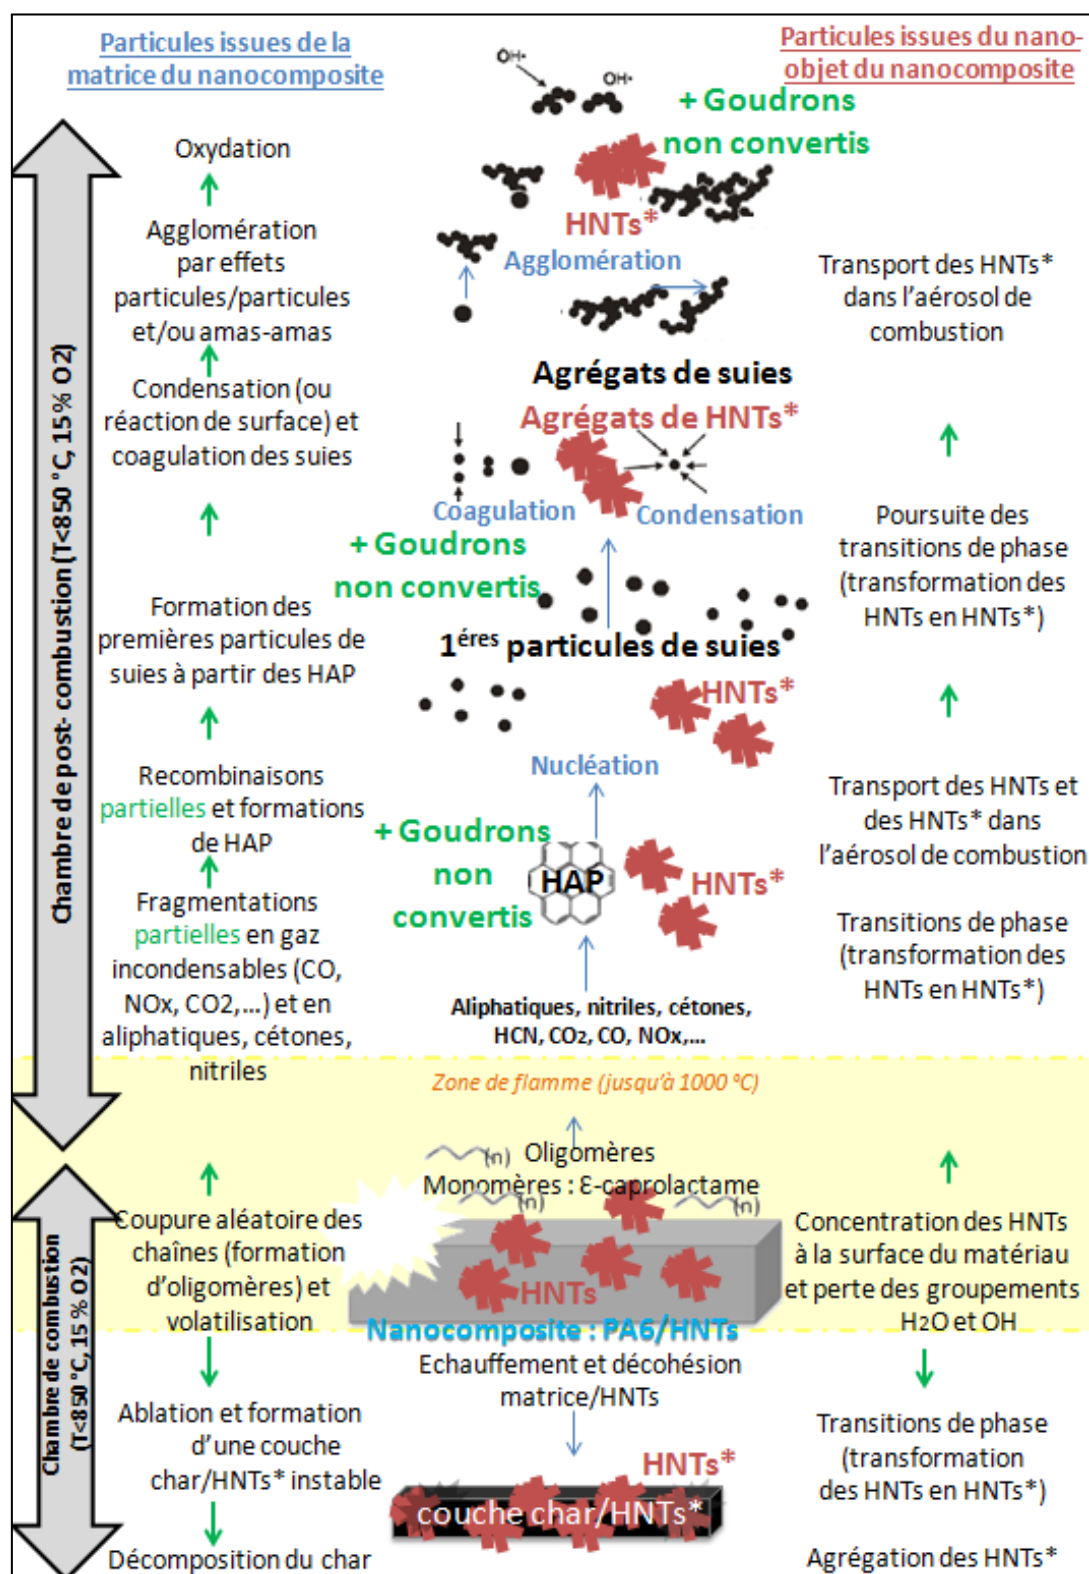 Particules issues de la
matrice du nanocomposite
Particules issues du nano-
objet du nanocomposite
Chambre de post- combustion (T<850 °C, 15 % O2)
Chambre de combustion
(T<850 °C, 15 % O2)
Oxydation
Agglomération
par effets
particules/particules
et/ou amas-amas
Condensation (ou
réaction de surface) et
coagulation des suies
Formation des
premières particules de
suies à partir des HAP
Recombinaisons
partielles et formations
de HAP
Fragmentations
partielles en gaz
incondensables (CO,
NOx, CO2,...) et en
aliphatiques, cétones,
nitriles
Coupure aléatoire des
chaînes (formation
d'oligomères) et
volatilisation
Ablation et formation
d'une couche
char/HNTs* instable
Décomposition du char
OH•
OH•
+ Goudrons
non convertis
HNTs*
Agglomération
Agrégats de suies
Agrégats de HNTs*
Coagulation
Condensation
+ Goudrons
non convertis
1éres particules de suies
HNTs*
Nucléation
+ Goudrons
non
convertis
HAP
HNTs*
Aliphatiques, nitriles, cétones,
HCN, CO2, CO, NOx,...
Zone de flamme (jusqu'à 1000 °C)
(n) Oligomères
Monomères : Ɛ-caprolactame
(n)
(n)
HNTs
Nanocomposite : PA6/HNTs
Echauffement et décohésion
matrice/HNTs
HNTs*
couche char/HNTs*
Transport des HNTs*
dans l'aérosol de
combustion
Poursuite des
transitions de phase
(transformation des
HNTs en HNTs*)
Transport des HNTs et
des HNTs* dans
l'aérosol de combustion
Transitions de phase
(transformation des
HNTs en HNTs*)
Concentration des HNTs
à la surface du matériau
et perte des groupements
H2O et OH
Transitions de phase
(transformation
des HNTs en HNTs*)
Agrégation des HNTs*